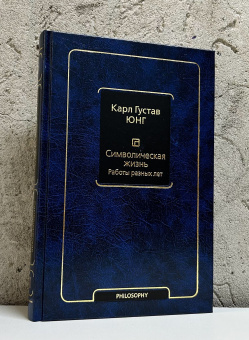 Карл Густав
ЮНГ
Символическая
жизнь
Работы разных лет
PHILOSOPHY